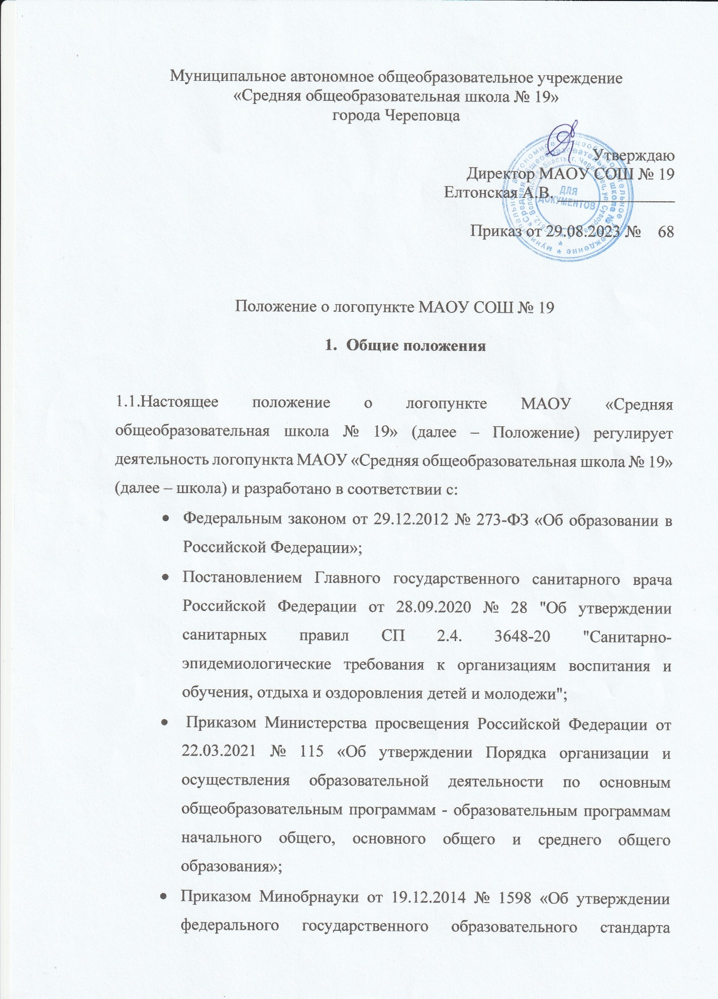 Муниципальное автономное общеобразовательное учреждение
«Средняя общеобразовательная школа № 19»
города Череповца
Утверждаю
Директор МАОУ СОШ № 19
Елтонская А.В. ______________
ДЛЯ
ДОКУМЕНТОВ
Приказ от 29.08.2023 № 68
Положение о логопункте МАОУ СОШ № 19
1. Общие положения
1.1.Настоящее положение о логопункте МАОУ «Средняя
общеобразовательная школа № 19» (далее – Положение) регулирует
деятельность логопункта МАОУ «Средняя общеобразовательная школа № 19»
(далее – школа) и разработано в соответствии с:
• Федеральным законом от 29.12.2012 № 273-ФЗ «Об образовании в
Российской Федерации»;
• Постановлением Главного государственного санитарного врача
Российской Федерации от 28.09.2020 № 28 "Об утверждении
санитарных правил СП 2.4. 3648-20 "Санитарно-
эпидемиологические требования к организациям воспитания и
обучения, отдыха и оздоровления детей и молодежи";
• Приказом Министерства просвещения Российской Федерации от
22.03.2021 № 115 «Об утверждении Порядка организации и
осуществления образовательной деятельности по основным
общеобразовательным программам - образовательным программам
начального общего, основного общего и среднего общего
образования»;
• Приказом Минобрнауки от 19.12.2014 № 1598 «Об утверждении
федерального государственного образовательного стандарта